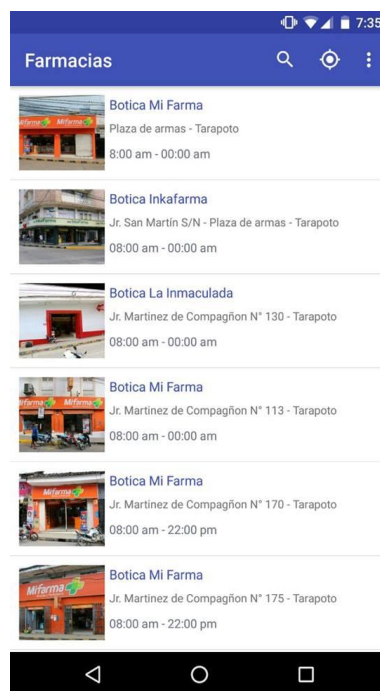 7:35
Farmacias
Botica Mi Farma
Plaza de armas - Tarapoto
8:00 am - 00:00 am
Botica Inkafarma
Jr. San Martín S/N - Plaza de armas - Tarapoto
08:00 am - 00:00 am
Botica La Inmaculada
Jr. Martinez de Compagñon N° 130 - Tarapoto
08:00 am - 00:00 am
Mifarma
Botica Mi Farma
Jr. Martinez de Compagñon N° 113 - Tarapoto
08:00 am - 00:00 am
Mifarma
Botica Mi Farma
Jr. Martinez de Compagñon N° 170 - Tarapoto
08:00 am - 22:00 pm
Mifarma
Botica Mi Farma
Jr. Martinez de Compagñon N° 175 - Tarapoto
08:00 am - 22:00 pm